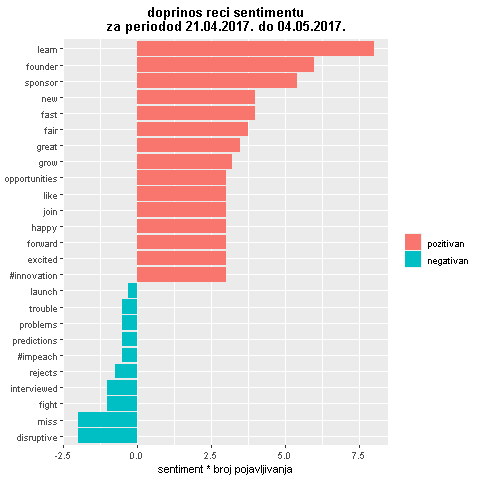 doprinos reci sentimentu
za periodod 21.04.2017. do 04.05.2017.
learn
founder
sponsor
new
fast
fair
great
grow
opportunities
like
join
happy
forward
excited
#innovation
launch
trouble
problems
predictions
#impeach
rejects
interviewed
fight
miss
disruptive
-2.5 0.0 2.5 5.0 7.5
sentiment * broj pojavljivanja
pozitivan
negativan